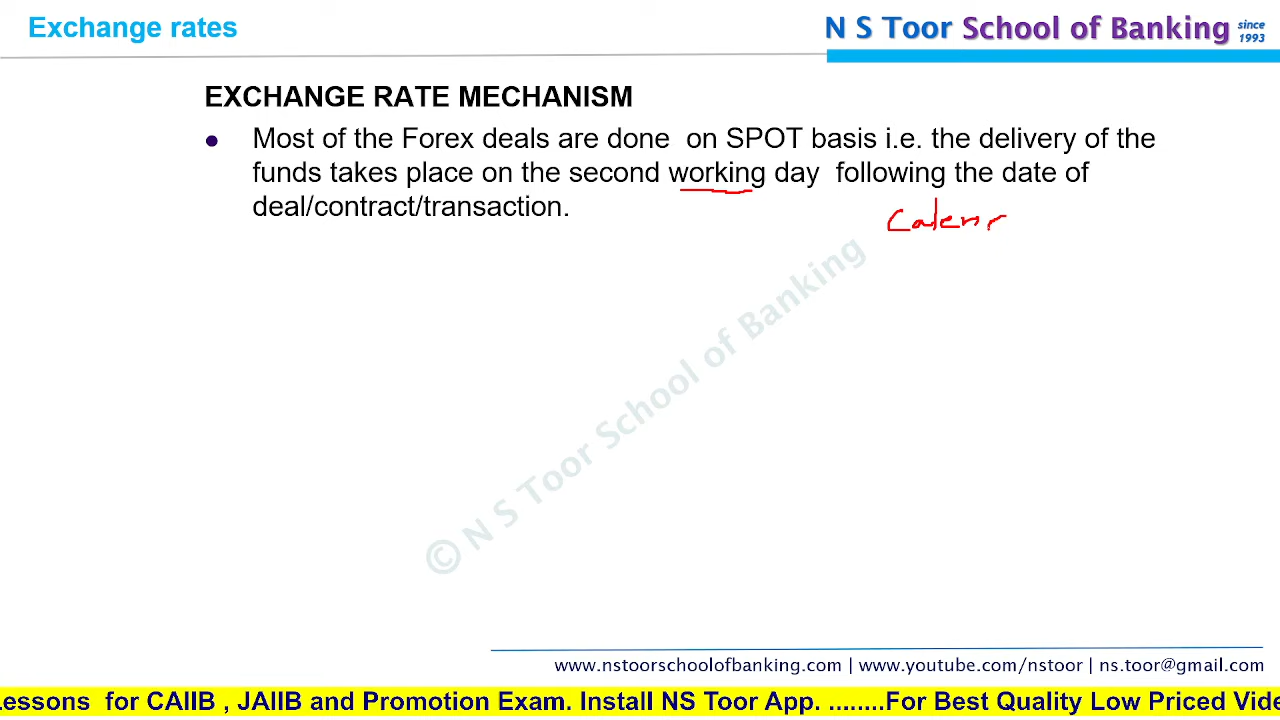 Exchange rates
N S Toor School of Banking since 1993
EXCHANGE RATE MECHANISM
Most of the Forex deals are done on SPOT basis i.e. the delivery of the
funds takes place on the second working day following the date of
deal/contract/transaction.
Calenr
© N S Toor School of Banking
www.nstoorschoolofbanking.com | www.youtube.com/nstoor | ns.toor@gmail.com
Lessons for CAIIB , JAIIB and Promotion Exam. Install NS Toor App. ........For Best Quality Low Priced Vide